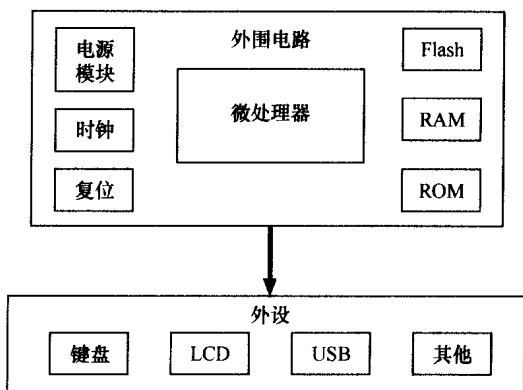 外围电路
电源
模块
时钟
复位
微处理器
Flash
RAM
ROM
外设
键盘
LCD
USB
其他